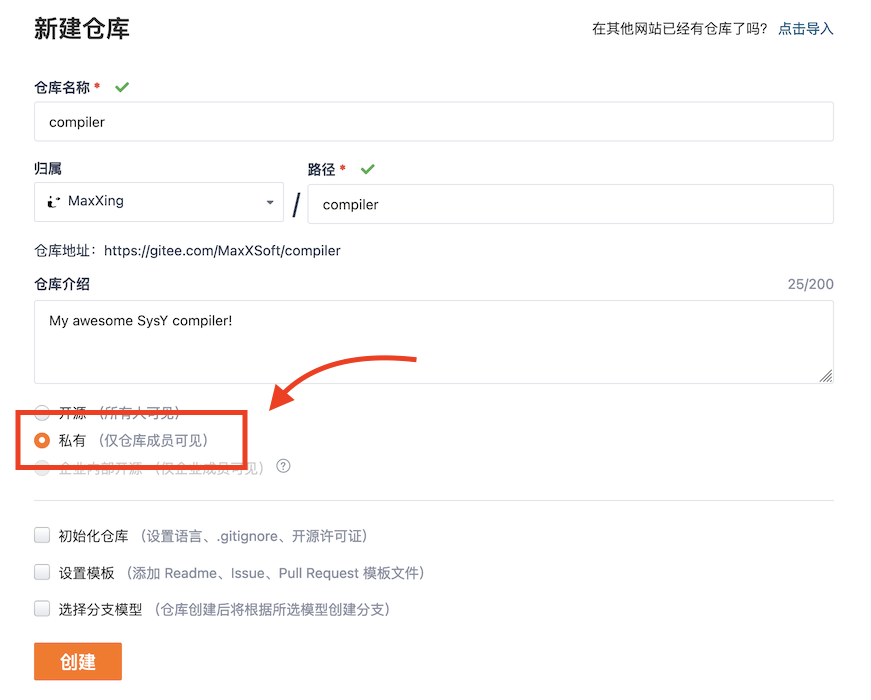 新建仓库
在其他网站已经有仓库了吗? 点击导入
仓库名称 *
compiler
归属
路径 *
MaxXing / compiler
仓库地址：https://gitee.com/MaxXSoft/compiler
仓库介绍 25/200
My awesome SysY compiler!
开源 (所有人可见)
私有 (仅仓库成员可见)
企业内部开源 (仅企业成员可见) ?
初始化仓库 (设置语言、.gitignore、开源许可证)
设置模板 (添加 Readme、Issue、Pull Request 模板文件)
选择分支模型 (仓库创建后将根据所选模型创建分支)
创建